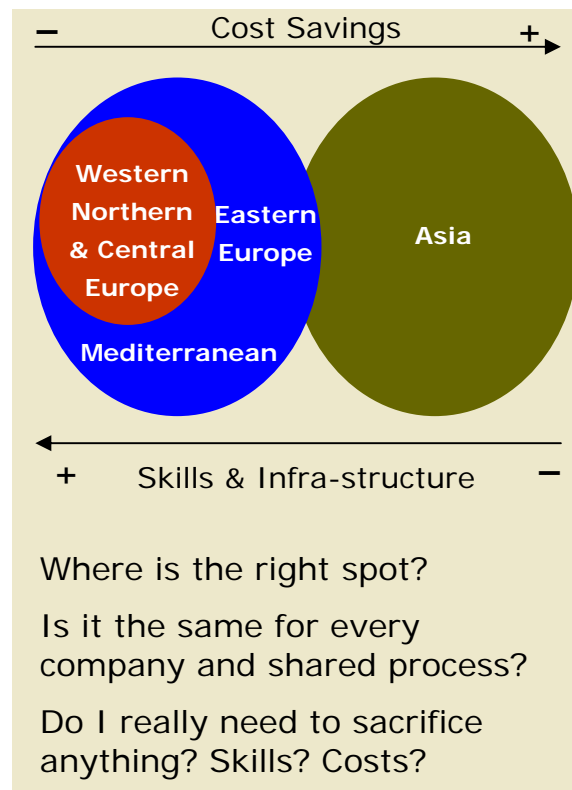 Cost Savings
– +
Western
Northern
& Central
Europe
Eastern
Europe
Mediterranean
Asia
+ Skills & Infra-structure –
Where is the right spot?
Is it the same for every
company and shared process?
Do I really need to sacrifice
anything? Skills? Costs?